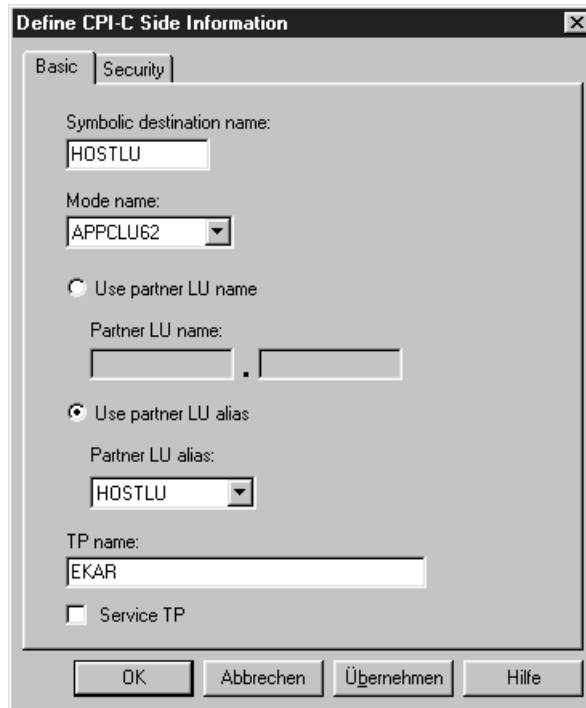 Define CPI-C Side Information
Basic Security
Symbolic destination name:
HOSTLU
Mode name:
APPCLU62
Use partner LU name
Partner LU name:
.
Use partner LU alias
Partner LU alias:
HOSTLU
TP name:
EKAR
Service TP
OK Abbrechen Übernehmen Hilfe